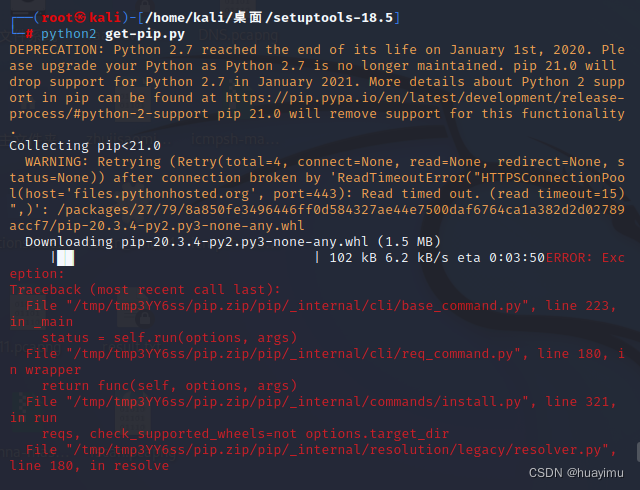 ┌──(root㉿kali)-[/home/kali/桌面/setuptools-18.5]
└─# python2 get-pip.py
DEPRECATION: Python 2.7 reached the end of its life on January 1st, 2020. Ple
ase upgrade your Python as Python 2.7 is no longer maintained. pip 21.0 will
drop support for Python 2.7 in January 2021. More details about Python 2 supp
ort in pip can be found at https://pip.pypa.io/en/latest/development/release-
process/#python-2-support pip 21.0 will remove support for this functionality
.
Collecting pip<21.0
  WARNING: Retrying (Retry(total=4, connect=None, read=None, redirect=None, s
tatus=None)) after connection broken by 'ReadTimeoutError("HTTPSConnectionPoo
l(host='files.pythonhosted.org', port=443): Read timed out. (read timeout=15)
",)': /packages/27/79/8a850fe3496446ff0d584327ae44e7500daf6764ca1a382d2d02789
accf7/pip-20.3.4-py2.py3-none-any.whl
  Downloading pip-20.3.4-py2.py3-none-any.whl (1.5 MB)
     |██                              | 102 kB 6.2 kB/s eta 0:03:50ERROR: Exc
eption:
Traceback (most recent call last):
  File "/tmp/tmp3YY6ss/pip.zip/pip/_internal/cli/base_command.py", line 223,
in _main
    status = self.run(options, args)
  File "/tmp/tmp3YY6ss/pip.zip/pip/_internal/cli/req_command.py", line 180, i
n wrapper
    return func(self, options, args)
  File "/tmp/tmp3YY6ss/pip.zip/pip/_internal/commands/install.py", line 321,
in run
    reqs, check_supported_wheels=not options.target_dir
  File "/tmp/tmp3YY6ss/pip.zip/pip/_internal/resolution/legacy/resolver.py",
line 180, in resolve
CSDN @huayimu